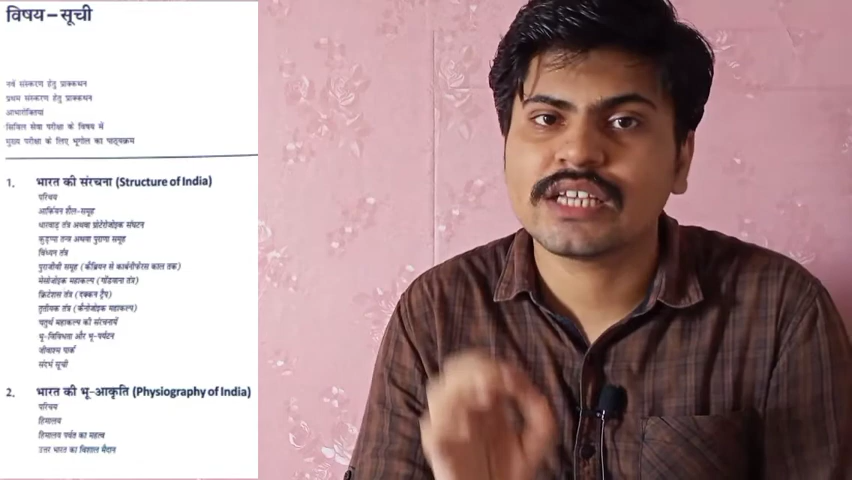 विषय–सूची
नवें संस्करण हेतु प्राक्कथन
प्रथम संस्करण हेतु प्राक्कथन
आभारोक्तियां
सिविल सेवा परीक्षा के विषय में
मुख्य परीक्षा के लिए भूगोल का पाठ्यक्रम
1. भारत की संरचना (Structure of India)
परिचय
आर्कियन शैल-समूह
धारवाड़ तंत्र अथवा प्रोटेरोजोइक संघटन
कुड्प्पा तन्त्र अथवा पुराणा समूह
विंध्यन तंत्र
पुराजीवी समूह (कैंब्रियन से कार्बनीफेरस काल तक)
मेसोजोइक महाकल्प (गोंडवाना तंत्र)
क्रिटेशस तंत्र (दक्कन ट्रैप)
तृतीयक तंत्र (कैनोजोइक महाकल्प)
चतुर्थ महाकल्प की संरचनायें
भू-विविधता और भू-पर्यटन
जीवाश्म पार्क
संदर्भ सूची
2. भारत की भू-आकृति (Physiography of India)
परिचय
हिमालय
हिमालय पर्वत का महत्व
उत्तर भारत का विशाल मैदान